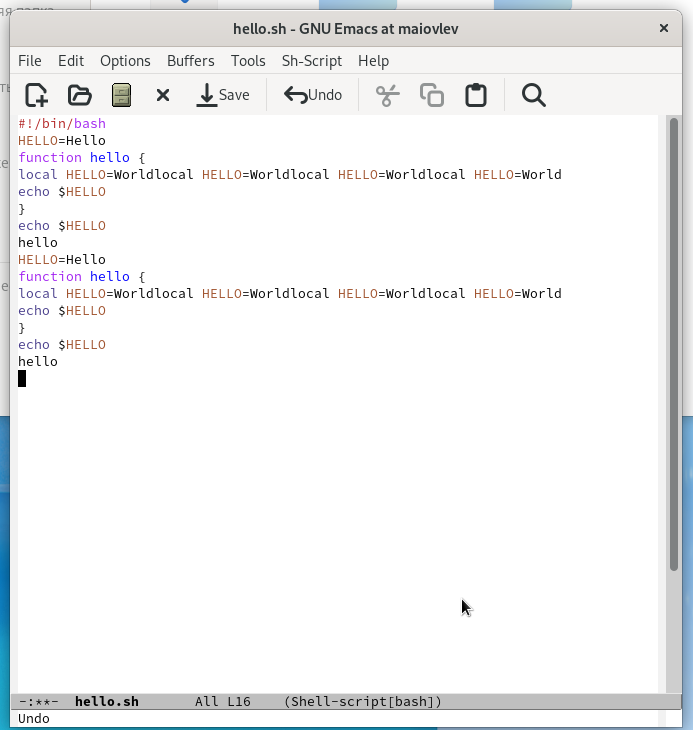 hello.sh - GNU Emacs at maiovlev
File Edit Options Buffers Tools Sh-Script Help
Save Undo
#!/bin/bash
HELLO=Hello
function hello {
local HELLO=Worldlocal HELLO=Worldlocal HELLO=Worldlocal HELLO=World
echo $HELLO
}
echo $HELLO
hello
HELLO=Hello
function hello {
local HELLO=Worldlocal HELLO=Worldlocal HELLO=Worldlocal HELLO=World
echo $HELLO
}
echo $HELLO
hello
-:**- hello.sh All L16 (Shell-script[bash])
Undo